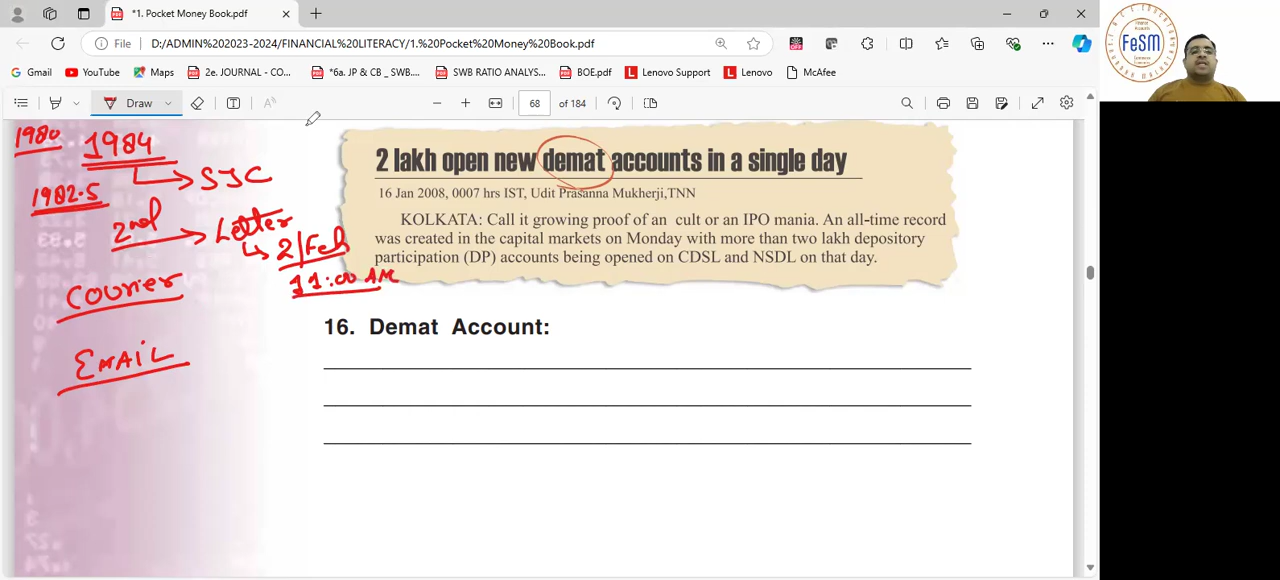 *1. Pocket Money Book.pdf
File
D:/ADMIN%202023-2024/FINANCIAL%20LITERACY/1.%20Pocket%20Money%20Book.pdf
Gmail
YouTube
Maps
2e. JOURNAL - CO...
*6a. JP & CB _ SWB...
SWB RATIO ANALYS...
BOE.pdf
Lenovo Support
Lenovo
McAfee
Draw
68 of 184
FeSM
1980
1984
SJC
1982.5
2nd
Letter
2/Feb
11:00 AM
COURIER
EMAIL
2 lakh open new demat accounts in a single day
16 Jan 2008, 0007 hrs IST, Udit Prasanna Mukherji,TNN
KOLKATA: Call it growing proof of an cult or an IPO mania. An all-time record
was created in the capital markets on Monday with more than two lakh depository
participation (DP) accounts being opened on CDSL and NSDL on that day.
16. Demat Account: